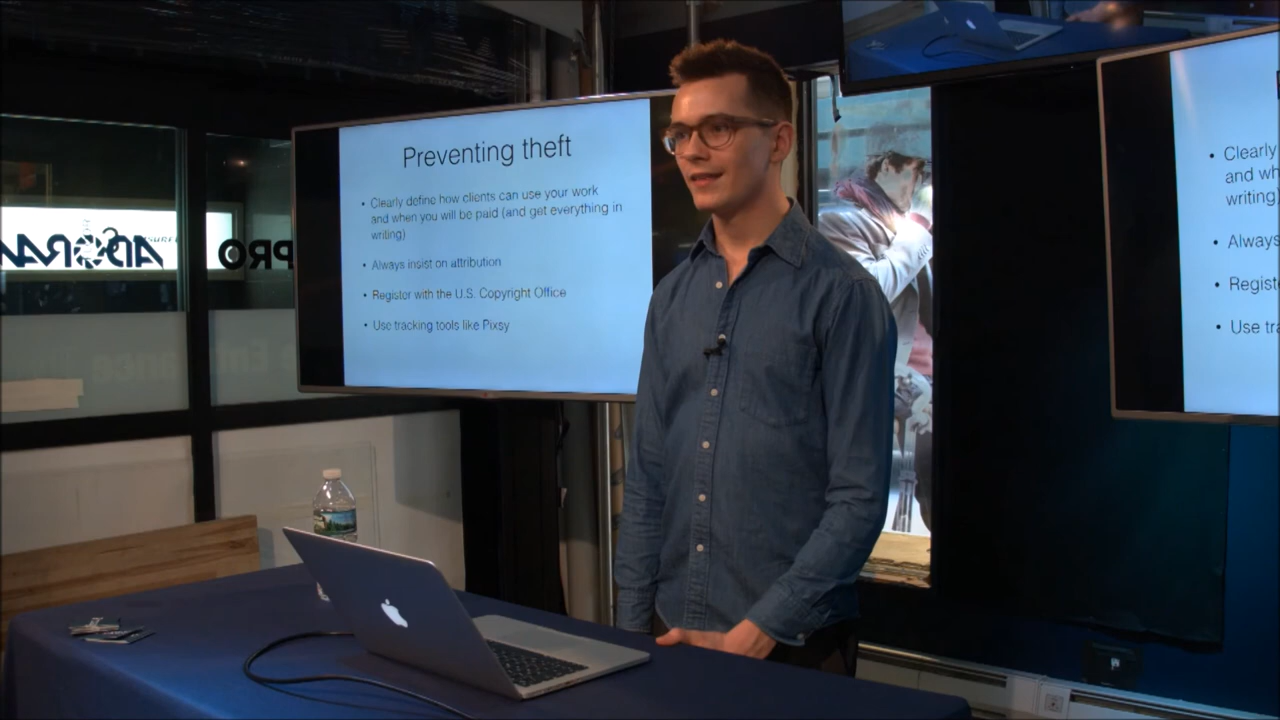 Preventing theft
• Clearly define how clients can use your work
and when you will be paid (and get everything in
writing)
• Always insist on attribution
• Register with the U.S. Copyright Office
• Use tracking tools like Pixsy
• Clearly
and wh
writing
• Always
• Regist
• Use tra
ADORAMA
PRO
Entrance